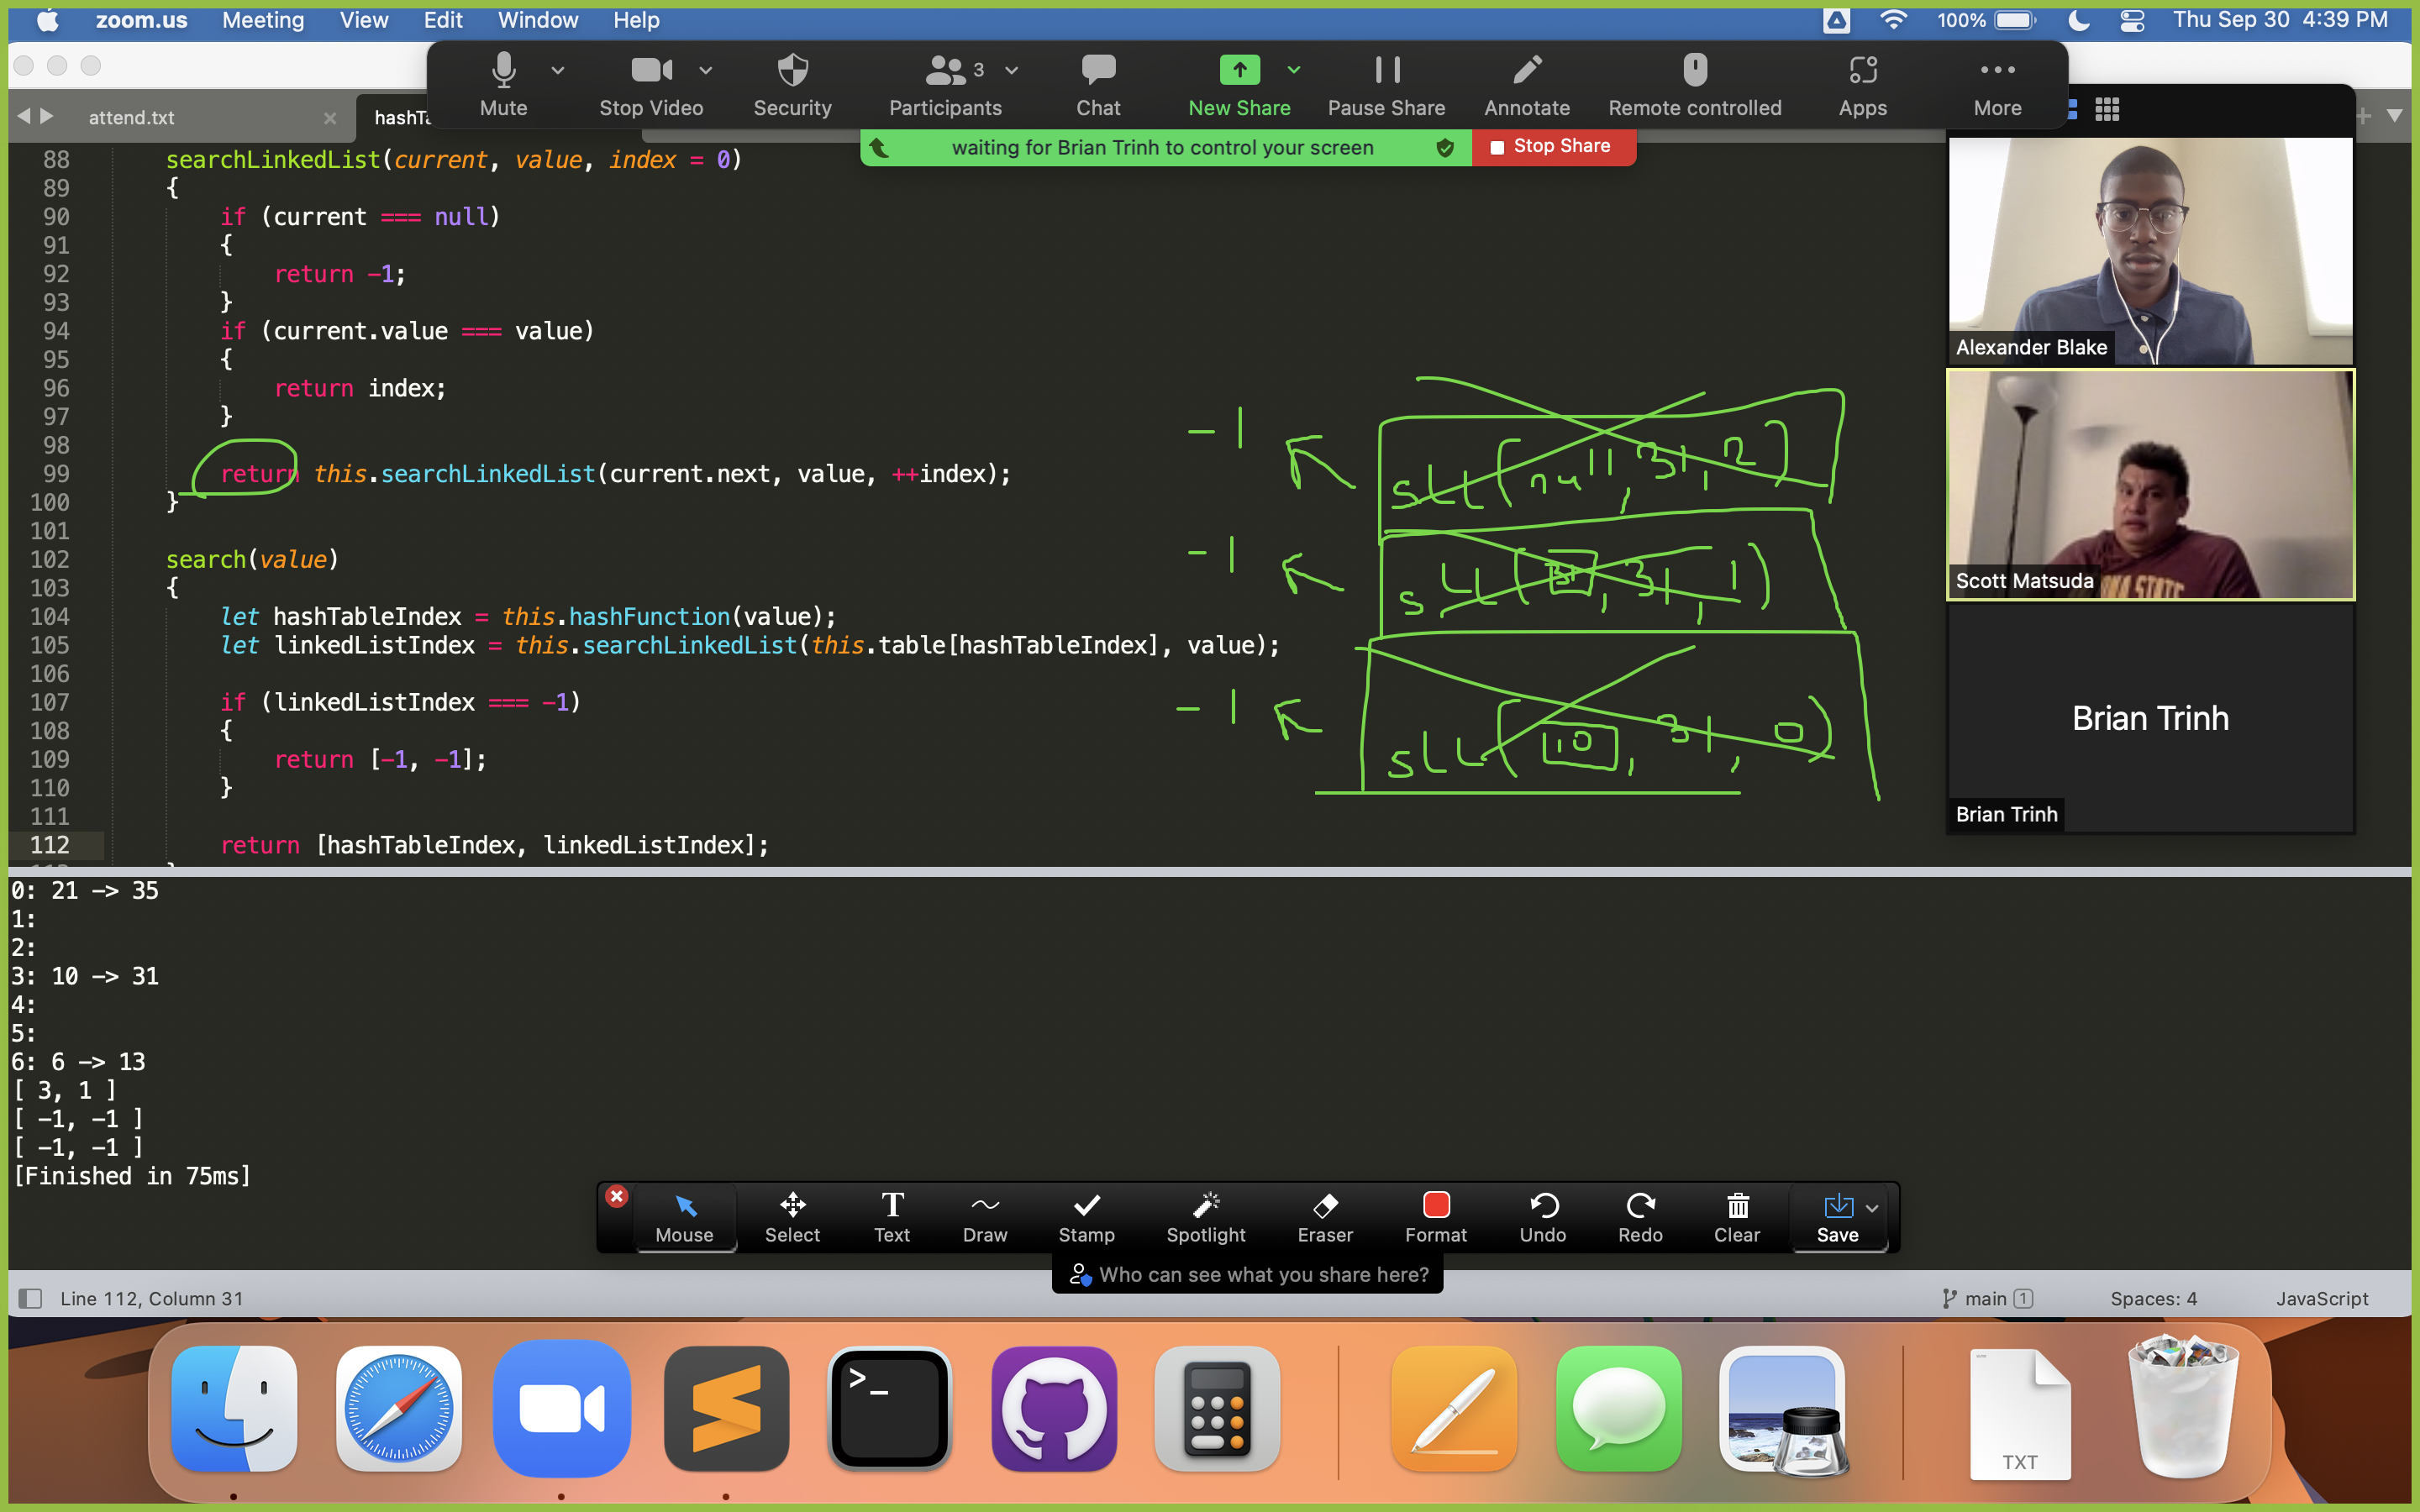 zoom.us Meeting View Edit Window Help 100% Thu Sep 30 4:39 PM
Mute Stop Video Security Participants 3 Chat New Share Pause Share Annotate Remote controlled Apps More
attend.txt hashTa
waiting for Brian Trinh to control your screen Stop Share
88 searchLinkedList(current, value, index = 0)
89 {
90 if (current === null)
91 {
92 return -1;
93 }
94 if (current.value === value)
95 {
96 return index;
97 }
98
99 return this.searchLinkedList(current.next, value, ++index);
100 }
101
102 search(value)
103 {
104 let hashTableIndex = this.hashFunction(value);
105 let linkedListIndex = this.searchLinkedList(this.table[hashTableIndex], value);
106
107 if (linkedListIndex === -1)
108 {
109 return [-1, -1];
110 }
111
112 return [hashTableIndex, linkedListIndex];
-1 sLL(null, 31, 2)
-1 sLL(31, 31, 1)
-1 sLL(10, 31, 0)
Alexander Blake
Scott Matsuda
Brian Trinh
Brian Trinh
0: 21 -> 35
1:
2:
3: 10 -> 31
4:
5:
6: 6 -> 13
[ 3, 1 ]
[ -1, -1 ]
[ -1, -1 ]
[Finished in 75ms]
Mouse Select Text Draw Stamp Spotlight Eraser Format Undo Redo Clear Save
Who can see what you share here?
Line 112, Column 31 main 1 Spaces: 4 JavaScript
TXT